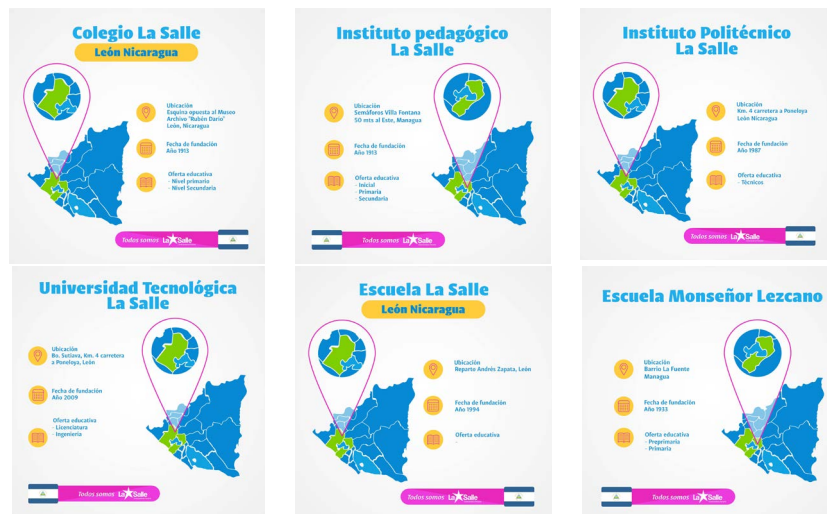 Colegio La Salle
León Nicaragua
Ubicación
Esquina opuesta al Museo
Archivo "Rubén Darío"
León, Nicaragua
Fecha de fundación
Año 1913
Oferta educativa
- Nivel primario
- Nivel Secundaria
Todos somos La Salle
Instituto pedagógico
La Salle
Ubicación
Semáforos Villa Fontana
50 mts al Este, Managua
Fecha de fundación
Año 1913
Oferta educativa
- Inicial
- Primaria
- Secundaria
Todos somos La Salle
Instituto Politécnico
La Salle
Ubicación
Km. 4 carretera a Poneloya
León Nicaragua
Fecha de fundación
Año 1987
Oferta educativa
- Técnicos
Todos somos La Salle
Universidad Tecnológica
La Salle
Ubicación
Bo. Sutiava, Km. 4 carretera
a Poneloya, León
Fecha de fundación
Año 2009
Oferta educativa
- Licenciatura
- Ingeniería
Todos somos La Salle
Escuela La Salle
León Nicaragua
Ubicación
Reparto Andrés Zapata, León
Fecha de fundación
Año 1994
Oferta educativa
-
Todos somos La Salle
Escuela Monseñor Lezcano
Ubicación
Barrio La Fuente
Managua
Fecha de fundación
Año 1933
Oferta educativa
- Preprimaria
- Primaria
Todos somos La Salle